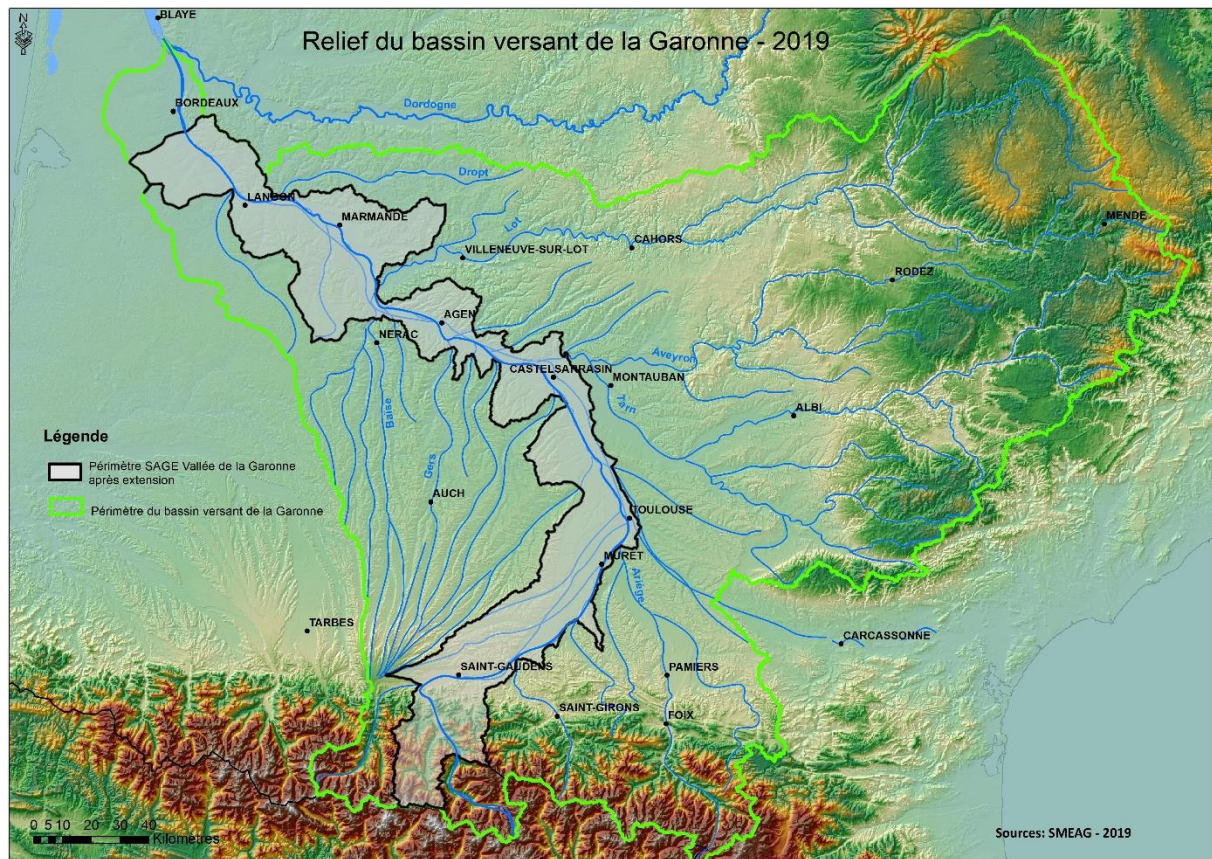 N
BLAYE
Relief du bassin versant de la Garonne - 2019
Dordogne
BORDEAUX
Dropt
LANGON
MARMANDE
MENDE
Lot
CAHORS
VILLENEUVE-SUR-LOT
RODEZ
AGEN
NERAC
Aveyron
CASTELSARRASIN
MONTAUBAN
Tarn
ALBI
Baïse
Légende
Périmètre SAGE Vallée de la Garonne
après extension
Périmètre du bassin versant de la Garonne
Gers
AUCH
TOULOUSE
MURET
Ariège
TARBES
CARCASSONNE
SAINT-GAUDENS
PAMIERS
SAINT-GIRONS
FOIX
0 5 10 20 30 40
Kilomètres
Sources: SMEAG - 2019